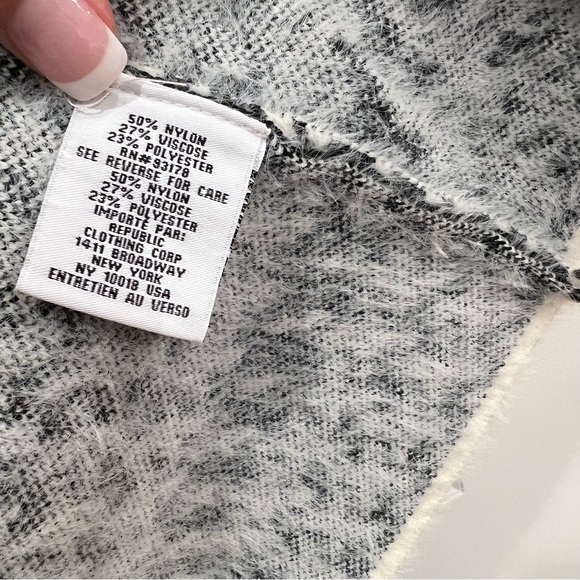 50% NYLON
27% VISCOSE
23% POLYESTER
RN#93178
SEE REVERSE FOR CARE
50% NYLON
27% VISCOSE
23% POLYESTER
IMPORTÉ PAR:
REPUBLIC
CLOTHING CORP
1411 BROADWAY
NEW YORK
NY 10018 USA
ENTRETIEN AU VERSO